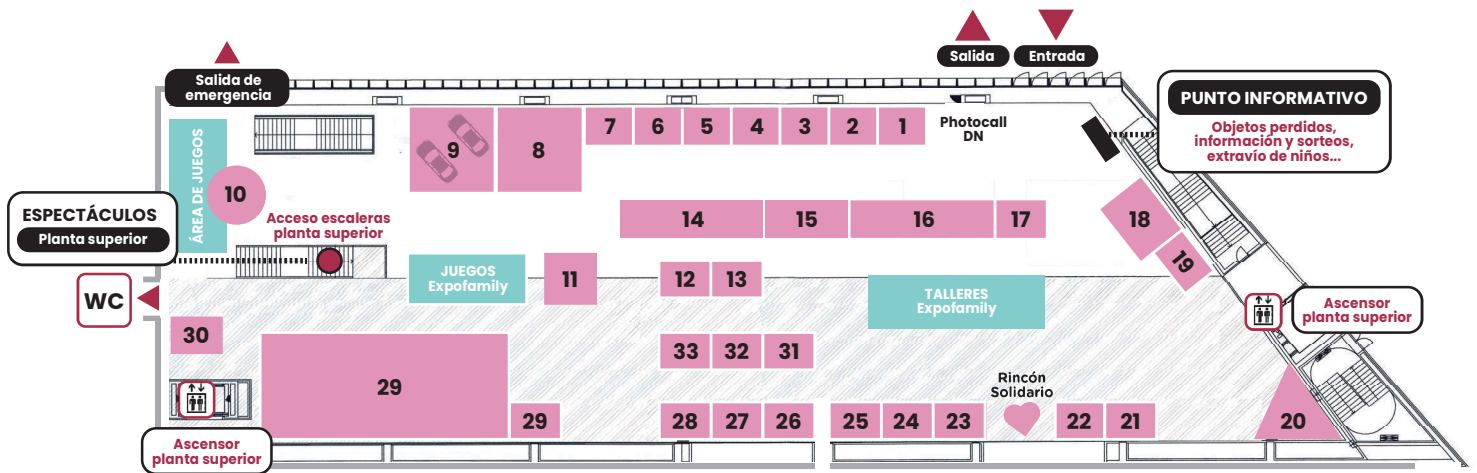 Salida
Entrada
Salida de
emergencia
PUNTO INFORMATIVO
Objetos perdidos,
información y sorteos,
extravío de niños...
9
8
7
6
5
4
3
2
1
Photocall
DN
ÁREA DE JUEGOS
10
ESPECTÁCULOS
Planta superior
Acceso escaleras
planta superior
14
15
16
17
18
19
JUEGOS
Expofamily
11
12
13
TALLERES
Expofamily
WC
Ascensor
planta superior
30
29
33
32
31
Rincón
Solidario
29
28
27
26
25
24
23
22
21
20
Ascensor
planta superior